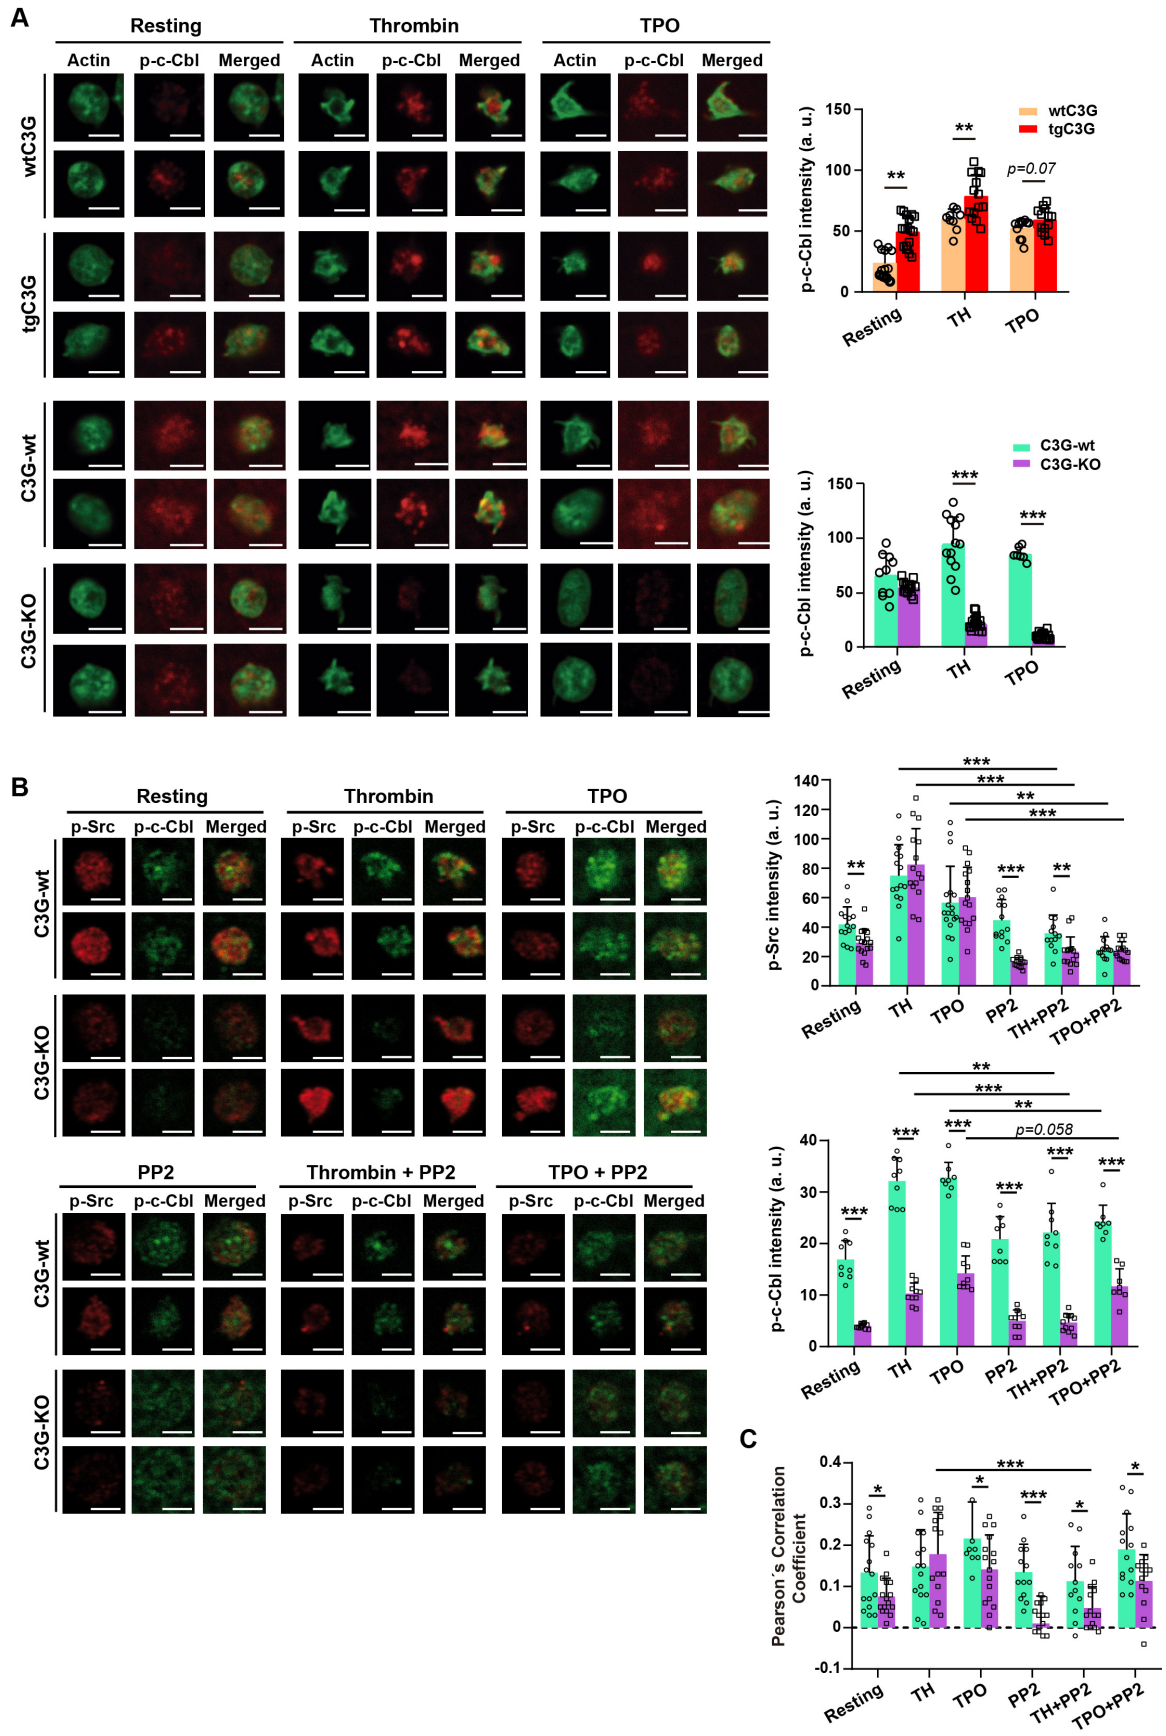 A
Resting
Thrombin
TPO
Actin
p-c-Cbl
Merged
Actin
p-c-Cbl
Merged
Actin
p-c-Cbl
Merged
wtC3G
tgC3G
C3G-wt
C3G-KO
150
100
50
0
p-c-Cbl intensity (a. u.)
wtC3G
tgC3G
**
**
p=0.07
Resting
TH
TPO
150
100
50
0
p-c-Cbl intensity (a. u.)
C3G-wt
C3G-KO
***
***
Resting
TH
TPO
B
Resting
Thrombin
TPO
p-Src
p-c-Cbl
Merged
p-Src
p-c-Cbl
Merged
p-Src
p-c-Cbl
Merged
C3G-wt
C3G-KO
PP2
Thrombin + PP2
TPO + PP2
p-Src
p-c-Cbl
Merged
p-Src
p-c-Cbl
Merged
p-Src
p-c-Cbl
Merged
C3G-wt
C3G-KO
***
***
**
***
140
120
100
80
60
40
20
0
p-Src intensity (a. u.)
**
***
**
Resting
TH
TPO
PP2
TH+PP2
TPO+PP2
**
***
**
p=0.058
40
30
20
10
0
p-c-Cbl intensity (a. u.)
***
***
***
***
***
***
Resting
TH
TPO
PP2
TH+PP2
TPO+PP2
C
0.4
0.3
0.2
0.1
0
-0.1
Pearson´s Correlation
Coefficient
***
*
*
***
*
*
Resting
TH
TPO
PP2
TH+PP2
TPO+PP2